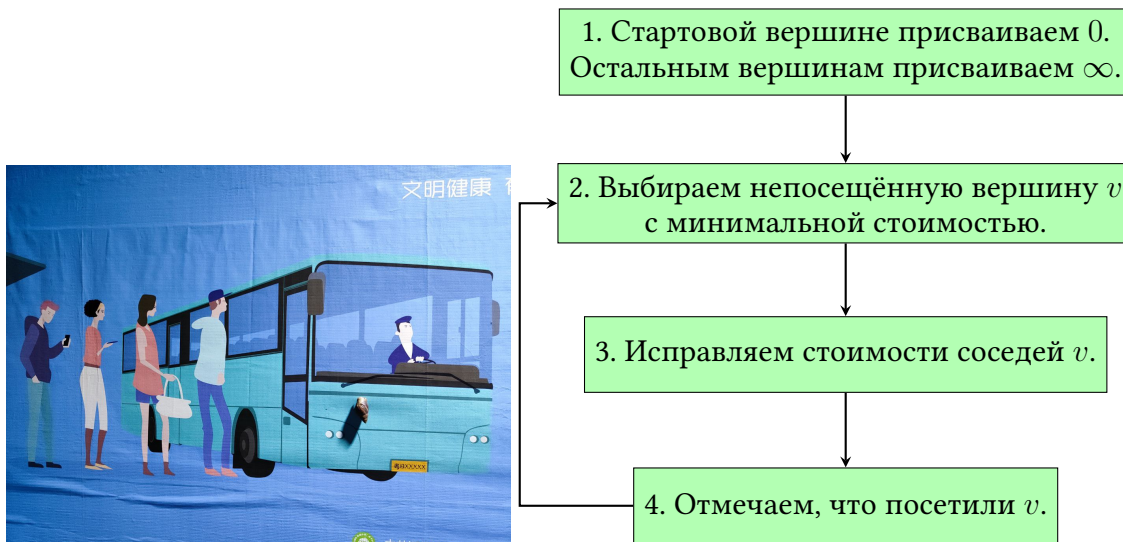 1. Стартовой вершине присваиваем 0.
Остальным вершинам присваиваем ∞.
文明健康
2. Выбираем непосещённую вершину v
с минимальной стоимостью.
3. Исправляем стоимости соседей v.
4. Отмечаем, что посетили v.